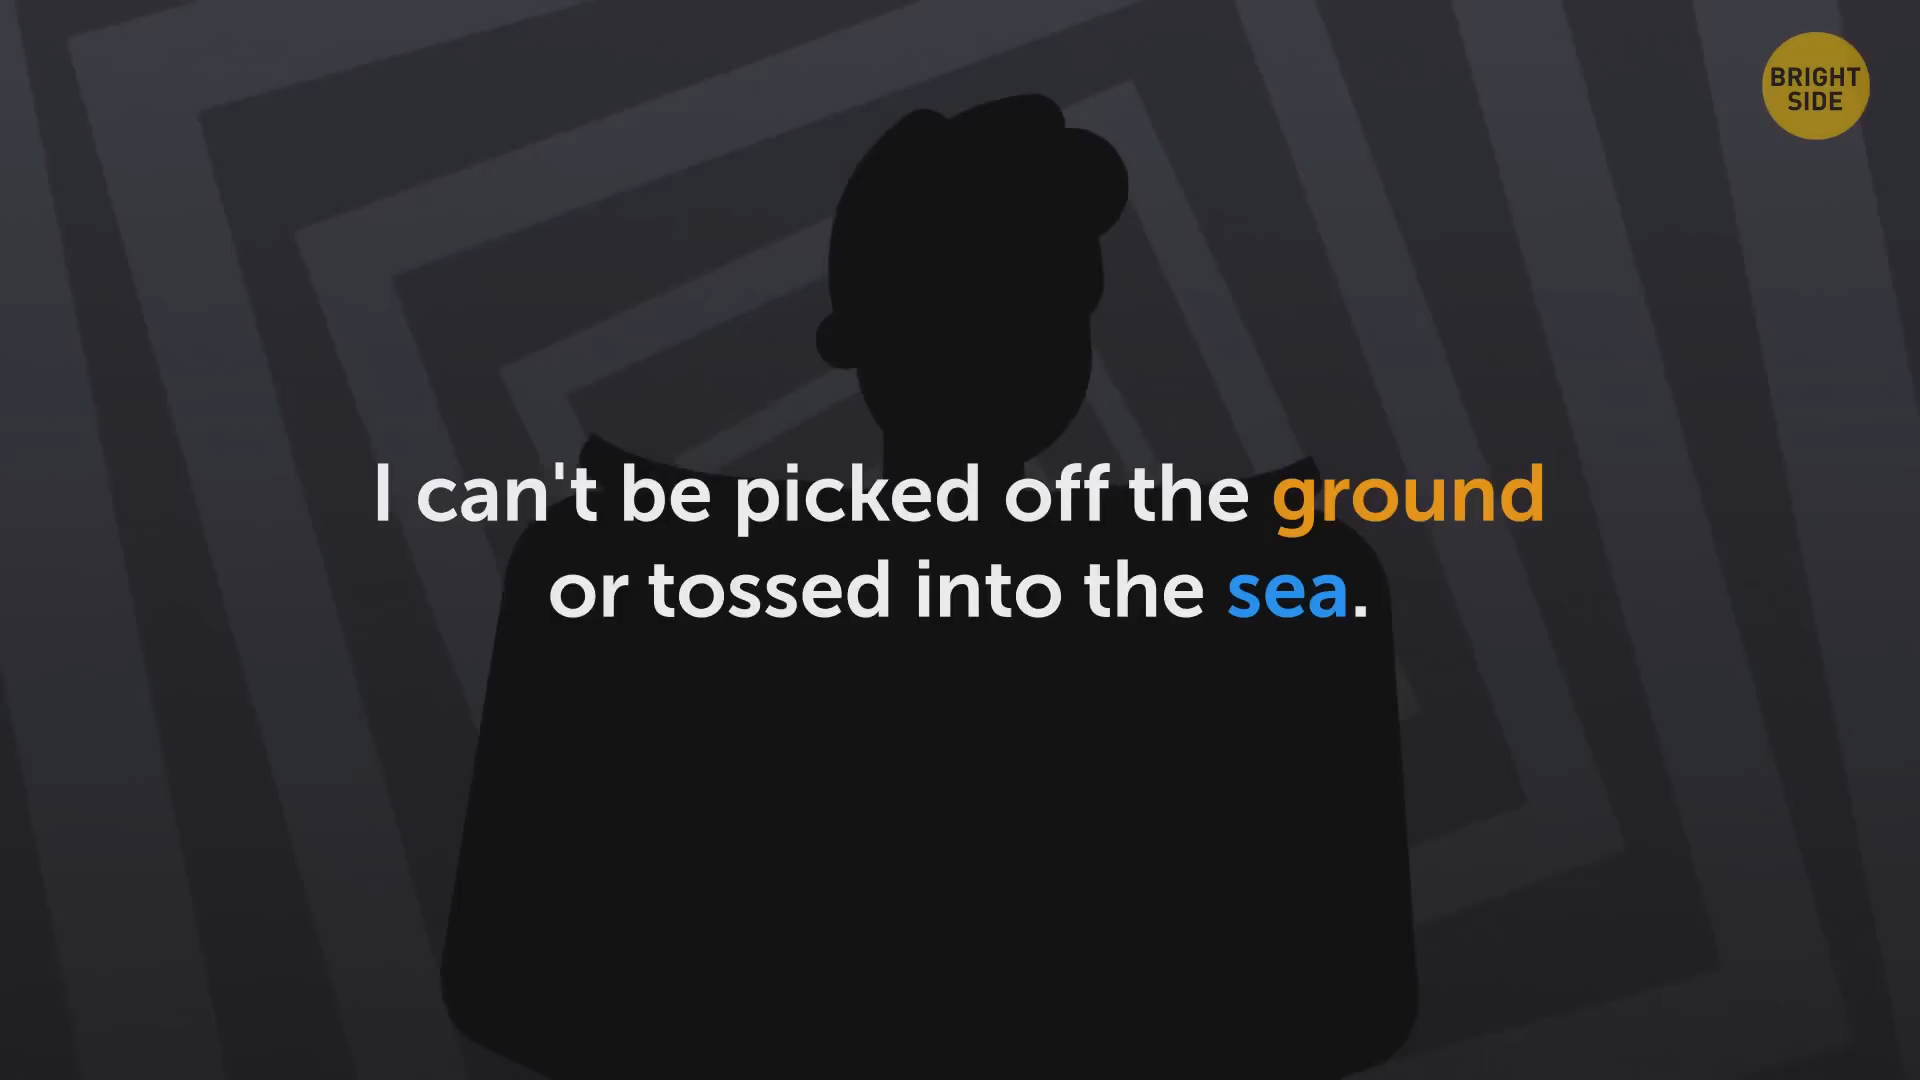 BRIGHT
SIDE
I can't be picked off the ground
or tossed into the sea.